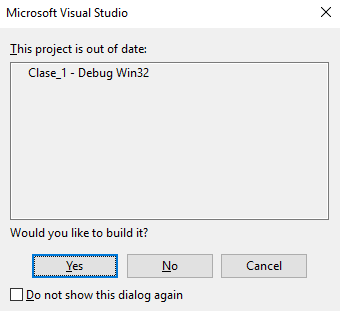 Microsoft Visual Studio
This project is out of date:
Clase_1 - Debug Win32
Would you like to build it?
Yes No Cancel
Do not show this dialog again